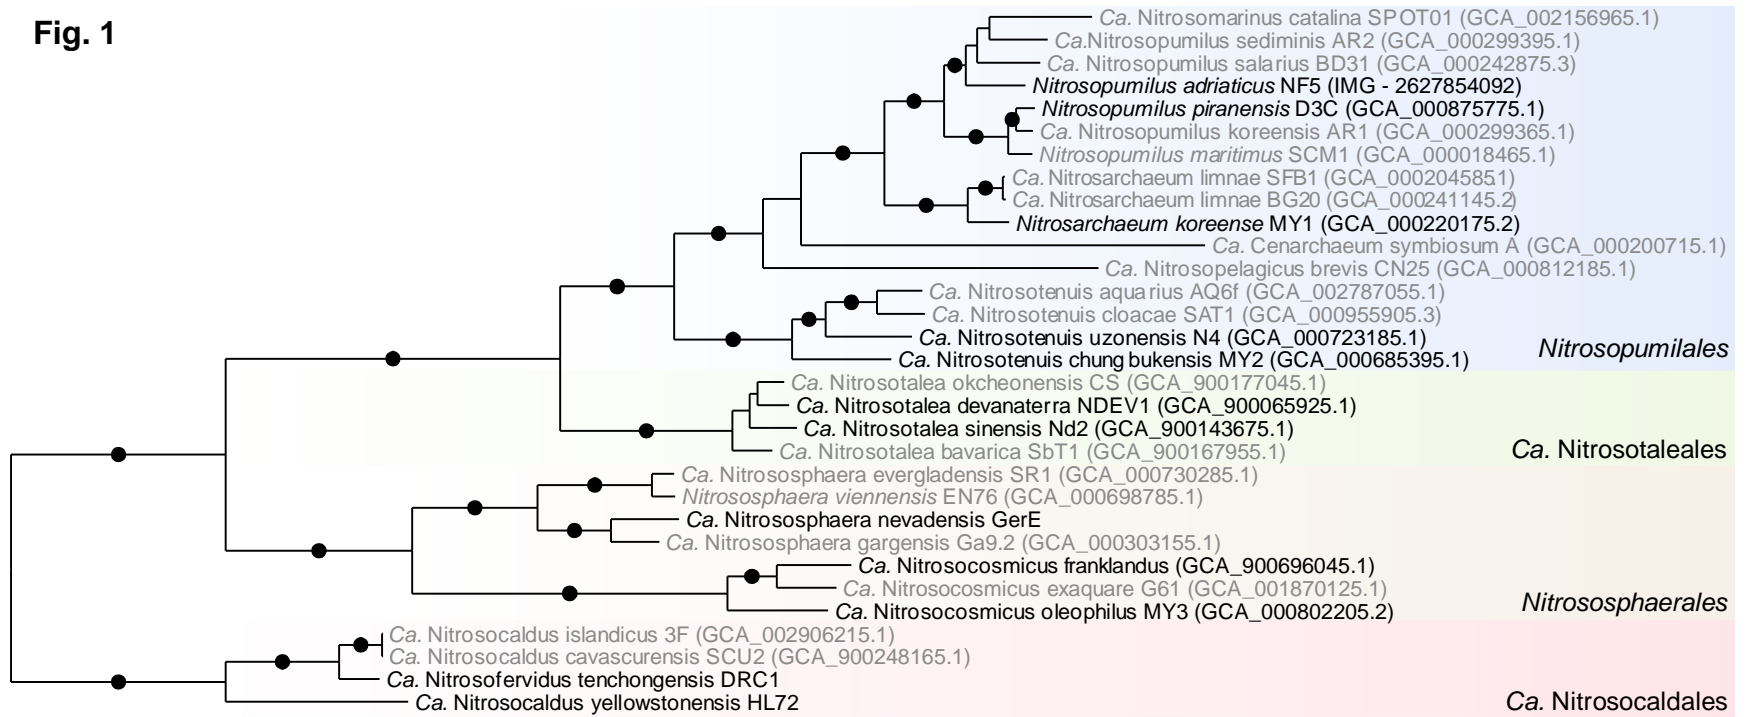 Fig. 1
Ca. Nitrosomarinus catalina SPOT01 (GCA_002156965.1)
Ca.Nitrosopumilus sediminis AR2 (GCA_000299395.1)
Ca. Nitrosopumilus salarius BD31 (GCA_000242875.3)
Nitrosopumilus adriaticus NF5 (IMG - 2627854092)
Nitrosopumilus piranensis D3C (GCA_000875775.1)
Ca. Nitrosopumilus koreensis AR1 (GCA_000299365.1)
Nitrosopumilus maritimus SCM1 (GCA_000018465.1)
Ca. Nitrosarchaeum limnae SFB1 (GCA_000204585.1)
Ca. Nitrosarchaeum limnae BG20 (GCA_000241145.2)
Nitrosarchaeum koreense MY1 (GCA_000220175.2)
Ca. Cenarchaeum symbiosum A (GCA_000200715.1)
Ca. Nitrosopelagicus brevis CN25 (GCA_000812185.1)
Ca. Nitrosotenuis aquarius AQ6f (GCA_002787055.1)
Ca. Nitrosotenuis cloacae SAT1 (GCA_000955905.3)
Ca. Nitrosotenuis uzonensis N4 (GCA_000723185.1)
Ca. Nitrosotenuis chungbukensis MY2 (GCA_000685395.1)
Nitrosopumilales
Ca. Nitrosotalea okcheonensis CS (GCA_900177045.1)
Ca. Nitrosotalea devanaterra NDEV1 (GCA_900065925.1)
Ca. Nitrosotalea sinensis Nd2 (GCA_900143675.1)
Ca. Nitrosotalea bavarica SbT1 (GCA_900167955.1)
Ca. Nitrosotaleales
Ca. Nitrososphaera evergladensis SR1 (GCA_000730285.1)
Nitrososphaera viennensis EN76 (GCA_000698785.1)
Ca. Nitrososphaera nevadensis GerE
Ca. Nitrososphaera gargensis Ga9.2 (GCA_000303155.1)
Ca. Nitrosocosmicus franklandus (GCA_900696045.1)
Ca. Nitrosocosmicus exaquare G61 (GCA_001870125.1)
Ca. Nitrosocosmicus oleophilus MY3 (GCA_000802205.2)
Nitrososphaerales
Ca. Nitrosocaldus islandicus 3F (GCA_002906215.1)
Ca. Nitrosocaldus cavascurensis SCU2 (GCA_900248165.1)
Ca. Nitrosofervidus tenchongensis DRC1
Ca. Nitrosocaldus yellowstonensis HL72
Ca. Nitrosocaldales